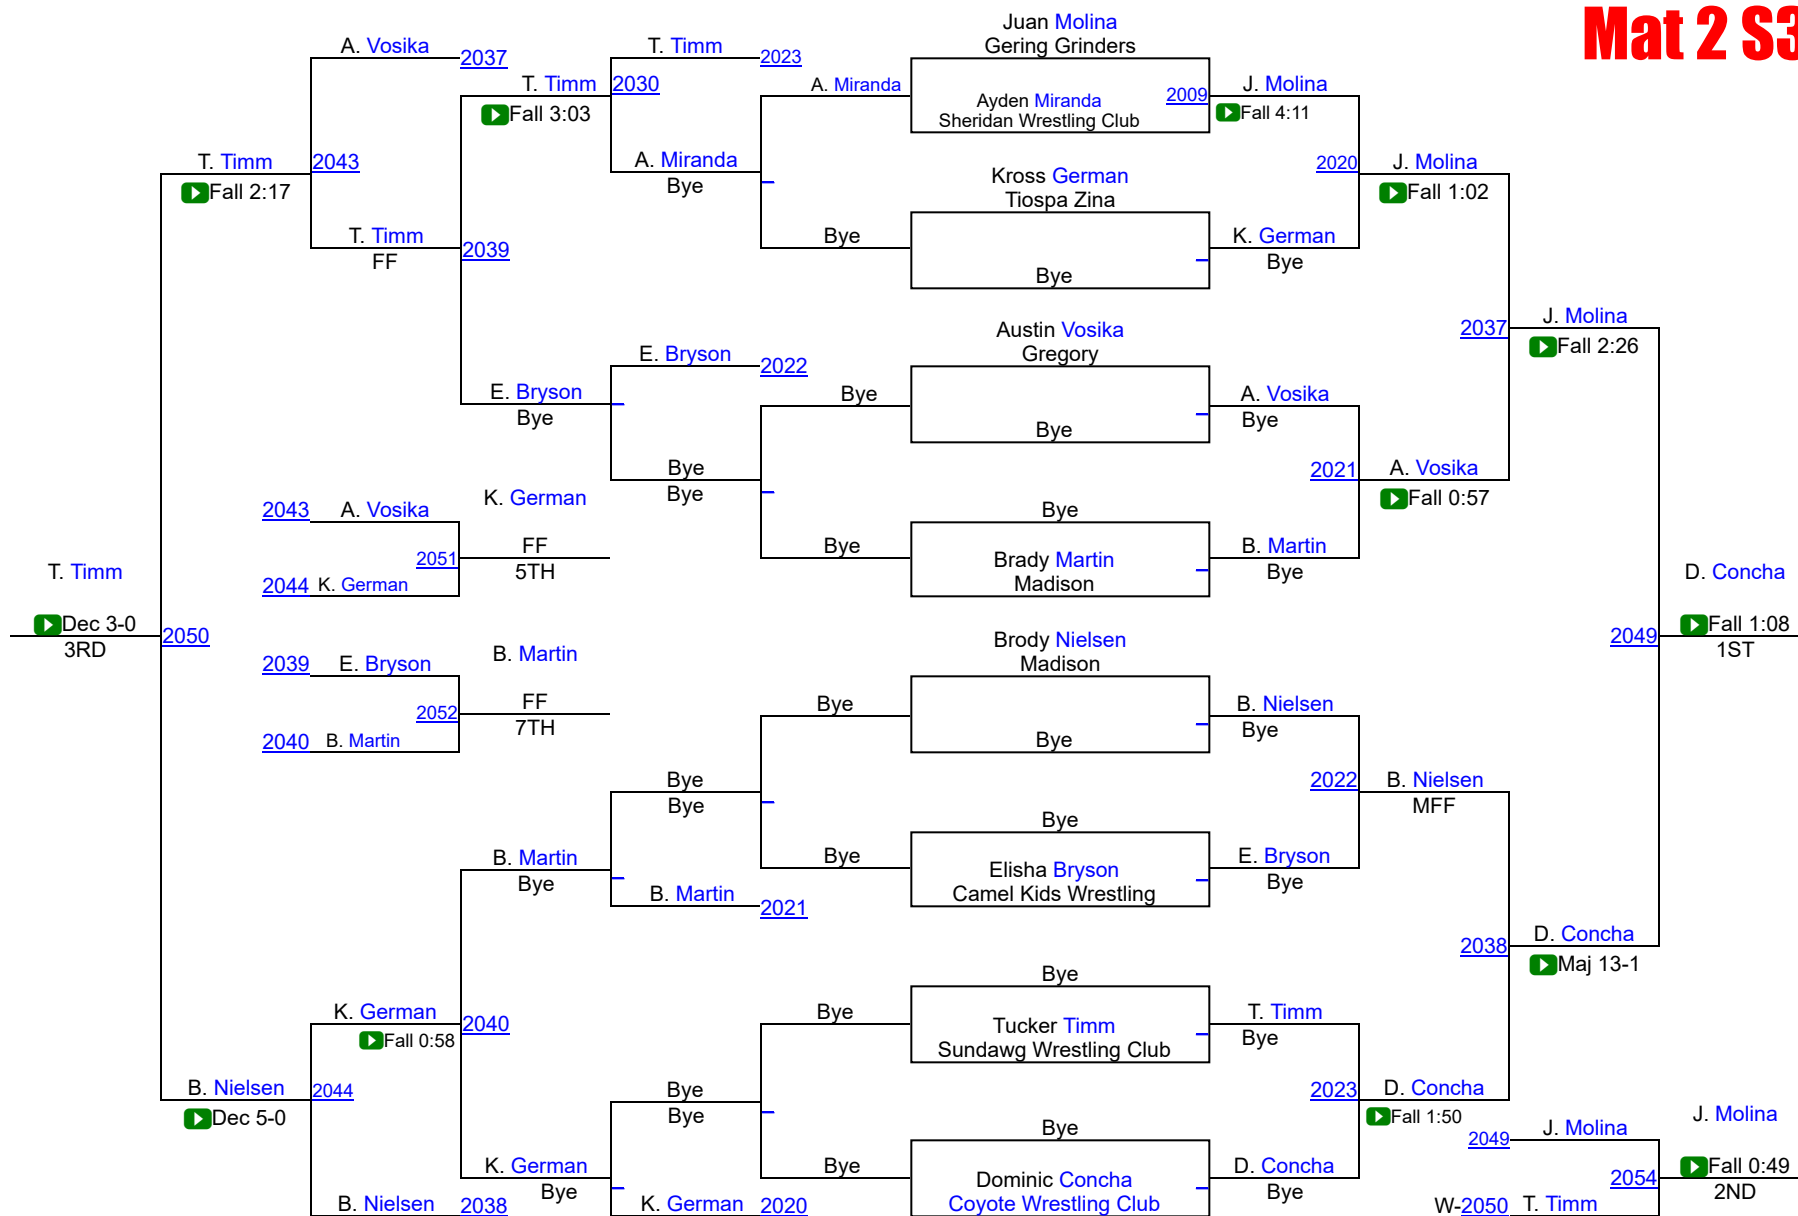 Mat 2 S3
Juan Molina
Gering Grinders
A. Vosika
2037
T. Timm
2023
T. Timm
2030
Fall 3:03
A. Miranda
Ayden Miranda
Sheridan Wrestling Club
2009
J. Molina
Fall 4:11
T. Timm
2043
Fall 2:17
A. Miranda
Bye
Kross German
Tiospa Zina
2020
J. Molina
Fall 1:02
T. Timm
FF
2039
Bye
Bye
K. German
Bye
Austin Vosika
Gregory
2037
J. Molina
Fall 2:26
E. Bryson
2022
E. Bryson
Bye
Bye
Bye
A. Vosika
Bye
Bye
Bye
2021
A. Vosika
Fall 0:57
2043
A. Vosika
K. German
2051
FF
5TH
2044
K. German
Bye
Bye
Brady Martin
Madison
B. Martin
Bye
T. Timm
Dec 3-0
3RD
2050
D. Concha
2049
Fall 1:08
1ST
2039
E. Bryson
B. Martin
2052
FF
7TH
2040
B. Martin
Brody Nielsen
Madison
Bye
Bye
B. Nielsen
Bye
Bye
Bye
2022
B. Nielsen
MFF
B. Martin
Bye
Bye
Bye
Elisha Bryson
Camel Kids Wrestling
E. Bryson
Bye
B. Martin
2021
2038
D. Concha
Maj 13-1
K. German
2040
Fall 0:58
Bye
Bye
Tucker Timm
Sundawg Wrestling Club
T. Timm
Bye
B. Nielsen
2044
Dec 5-0
Bye
Bye
2023
D. Concha
Fall 1:50
K. German
Bye
Bye
Bye
Dominic Concha
Coyote Wrestling Club
D. Concha
Bye
2049
J. Molina
J. Molina
2054
Fall 0:49
2ND
B. Nielsen
2038
K. German
2020
W-2050
T. Timm